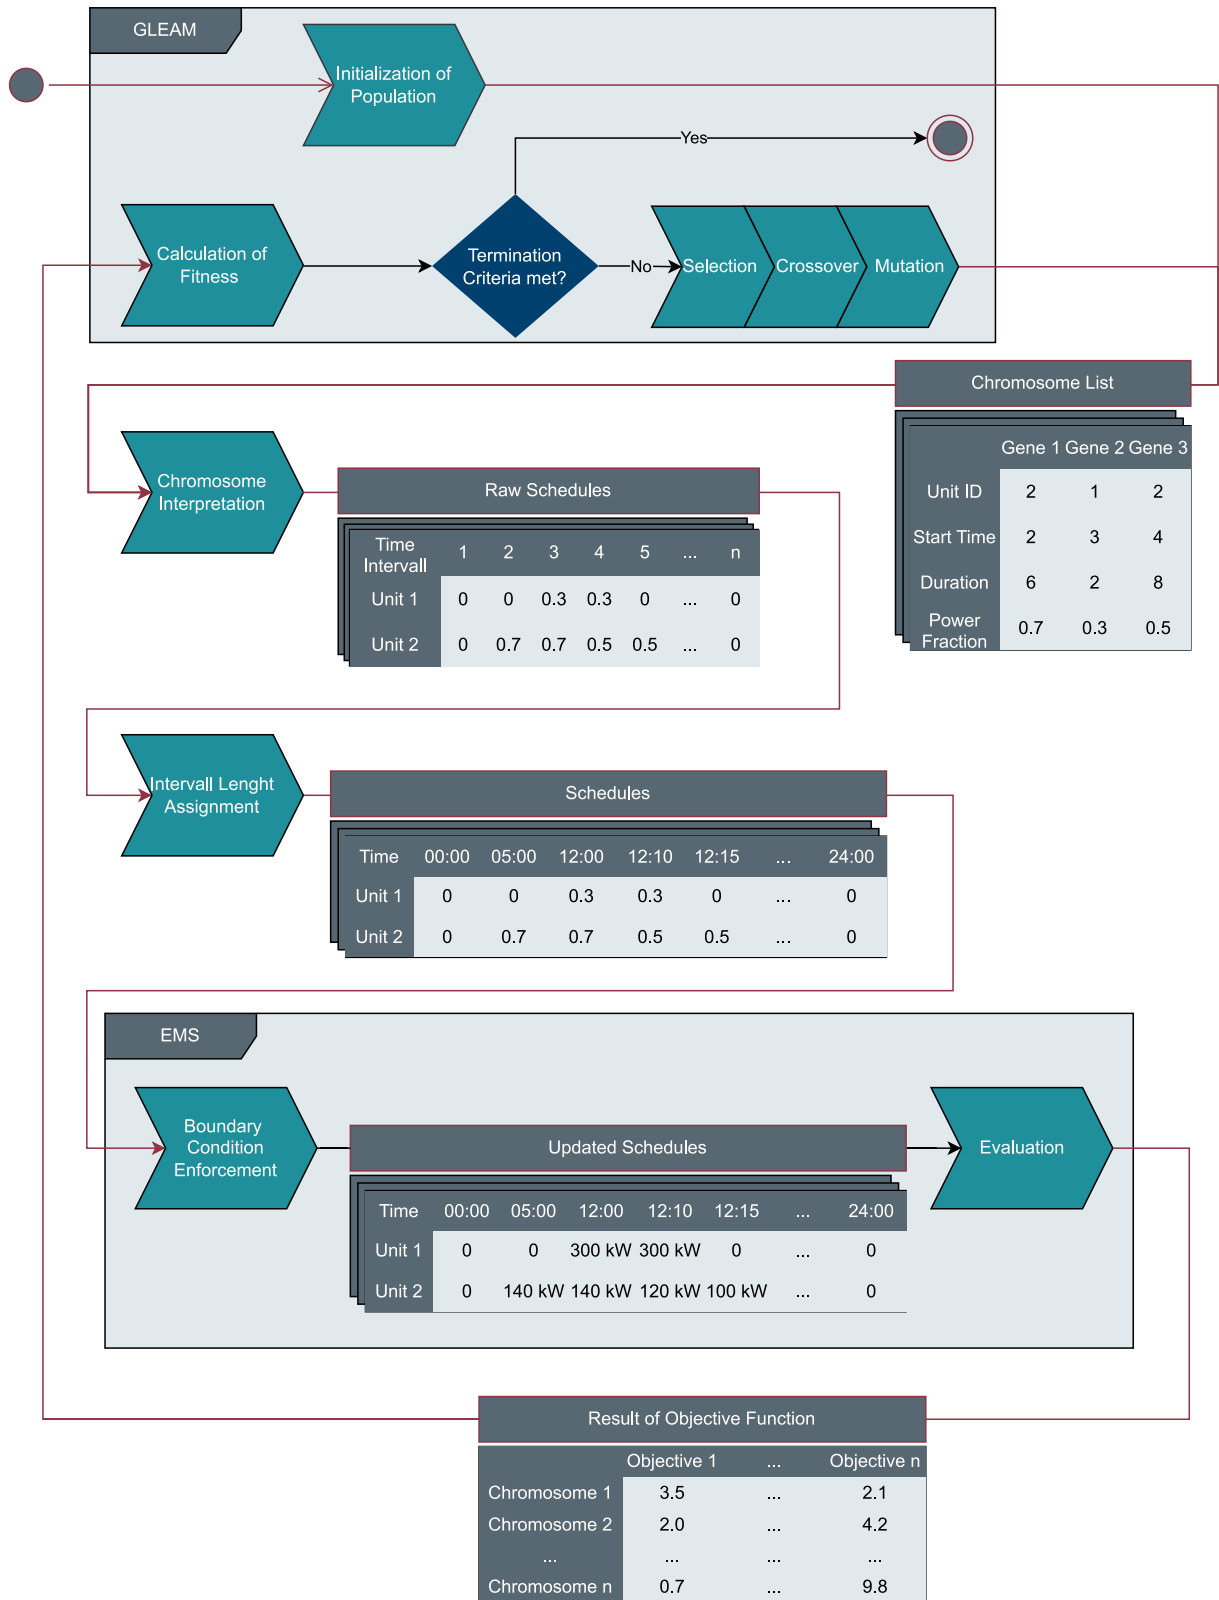 GLEAM
Initialization of
Population
Yes
Calculation of
Fitness
Termination
Criteria met?
No
Selection
Crossover
Mutation
Chromosome List
Gene 1 Gene 2 Gene 3
Unit ID 2 1 2
Start Time 2 3 4
Duration 6 2 8
Power
Fraction
0.7 0.3 0.5
Chromosome
Interpretation
Raw Schedules
Time
Intervall
1 2 3 4 5 ... n
Unit 1 0 0 0.3 0.3 0 ... 0
Unit 2 0 0.7 0.7 0.5 0.5 ... 0
Intervall Lenght
Assignment
Schedules
Time 00:00 05:00 12:00 12:10 12:15 ... 24:00
Unit 1 0 0 0.3 0.3 0 ... 0
Unit 2 0 0.7 0.7 0.5 0.5 ... 0
EMS
Boundary
Condition
Enforcement
Updated Schedules
Time 00:00 05:00 12:00 12:10 12:15 ... 24:00
Unit 1 0 0 300 kW 300 kW 0 ... 0
Unit 2 0 140 kW 140 kW 120 kW 100 kW ... 0
Evaluation
Result of Objective Function
Objective 1 ... Objective n
Chromosome 1 3.5 ... 2.1
Chromosome 2 2.0 ... 4.2
... ... ... ...
Chromosome n 0.7 ... 9.8